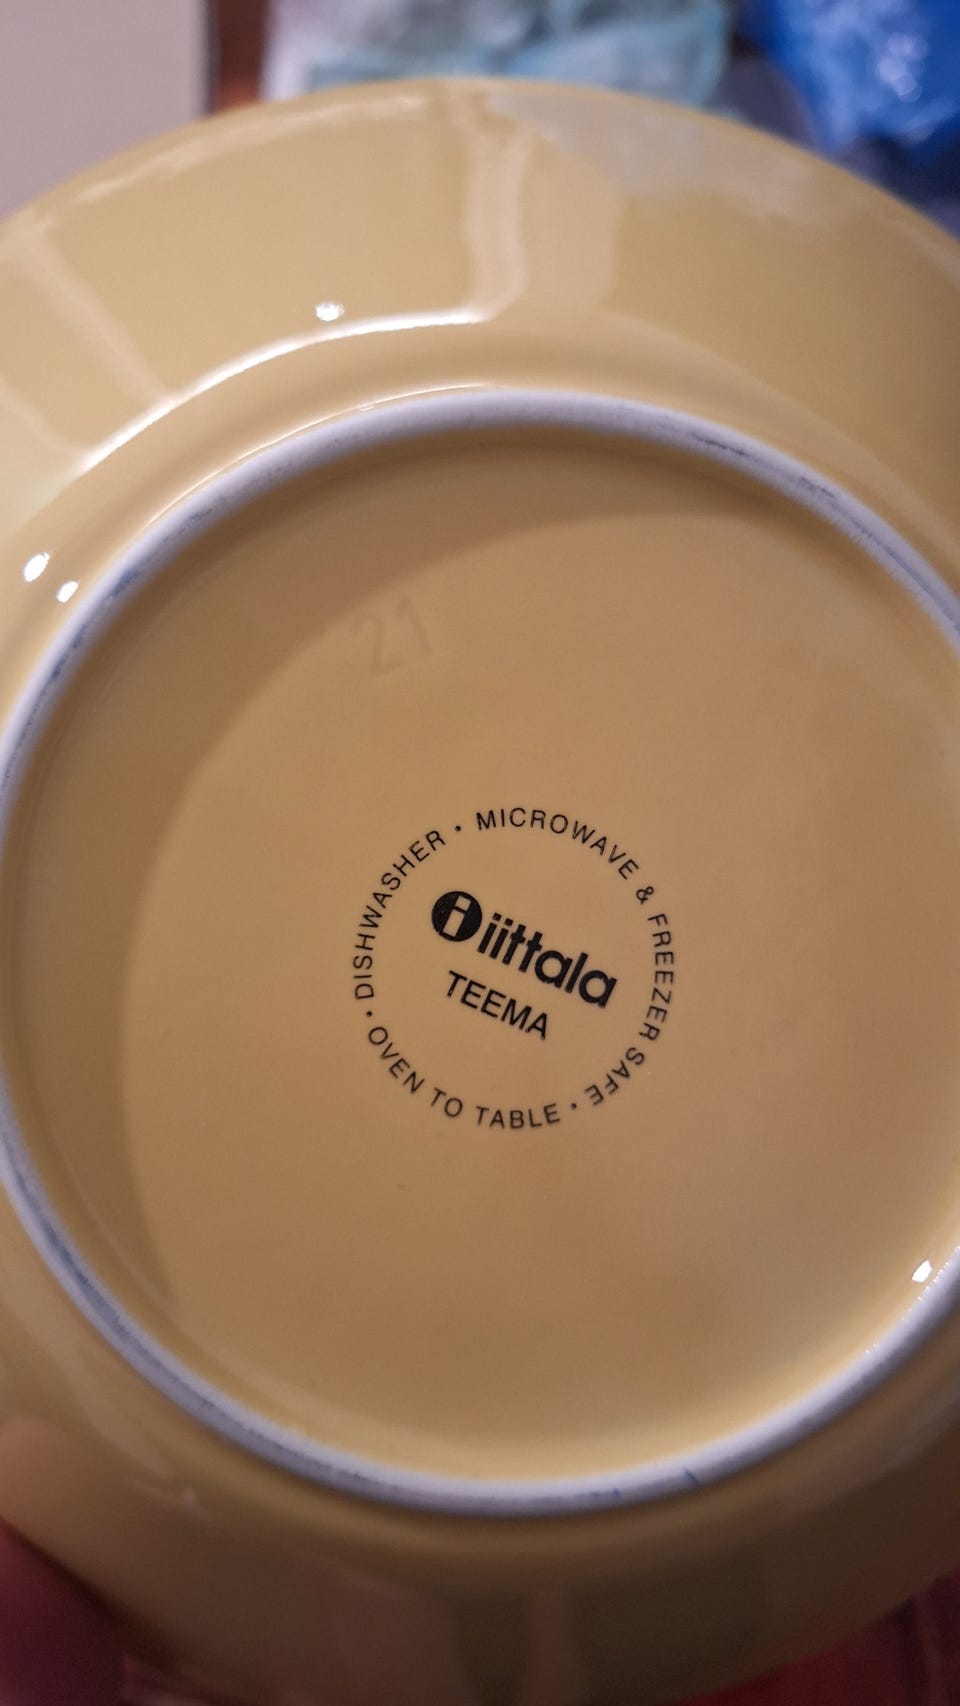 21
• MICROWAVE & FREEZER SAFE • OVEN TO TABLE • DISHWASHER
i iittala
TEEMA